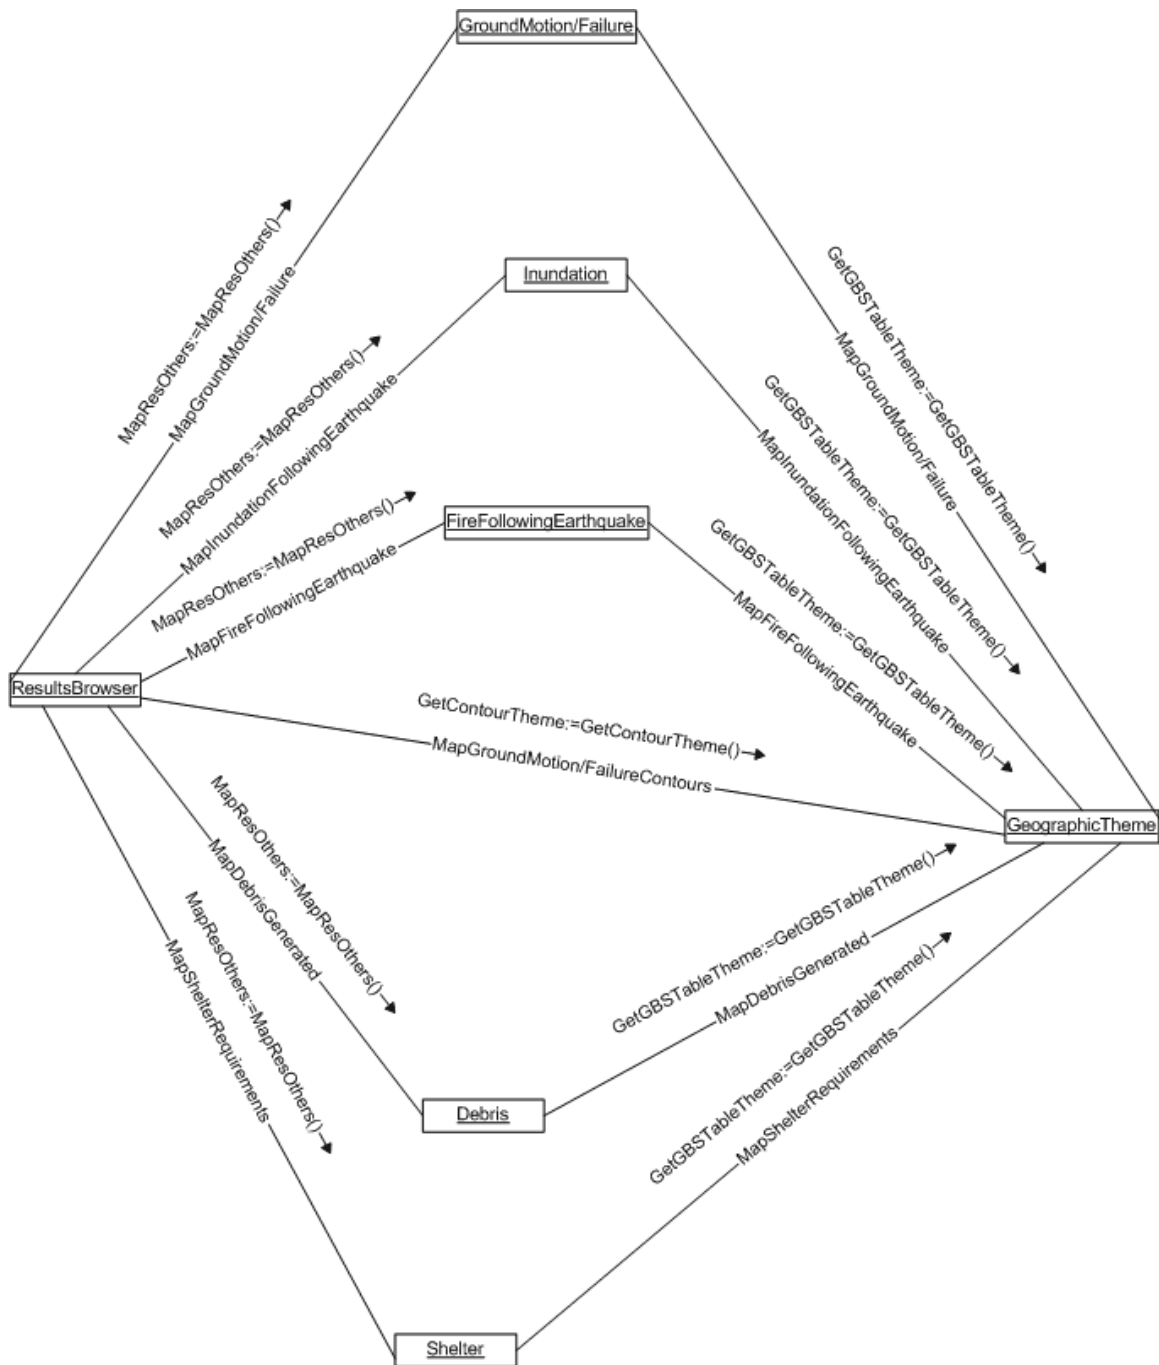 GroundMotion/Failure
MapResOthers:=MapResOthers()
MapGroundMotion/Failure
GetGBSTableTheme:=GetGBSTableTheme()
MapGroundMotion/Failure
Inundation
MapResOthers:=MapResOthers()
MapInundationFollowingEarthquake
GetGBSTableTheme:=GetGBSTableTheme()
MapInundationFollowingEarthquake
FireFollowingEarthquake
MapResOthers:=MapResOthers()
MapFireFollowingEarthquake
GetGBSTableTheme:=GetGBSTableTheme()
MapFireFollowingEarthquake
ResultsBrowser
GetContourTheme:=GetContourTheme()
MapGroundMotion/FailureContours
GeographicTheme
MapResOthers:=MapResOthers()
MapDebrisGenerated
GetGBSTableTheme:=GetGBSTableTheme()
MapDebrisGenerated
Debris
MapResOthers:=MapResOthers()
MapShelterRequirements
GetGBSTableTheme:=GetGBSTableTheme()
MapShelterRequirements
Shelter